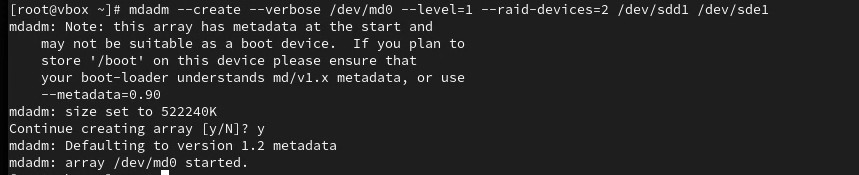 [root@vbox ~]# mdadm --create --verbose /dev/md0 --level=1 --raid-devices=2 /dev/sdd1 /dev/sde1
mdadm: Note: this array has metadata at the start and
    may not be suitable as a boot device.  If you plan to
    store '/boot' on this device please ensure that
    your boot-loader understands md/v1.x metadata, or use
    --metadata=0.90
mdadm: size set to 522240K
Continue creating array [y/N]? y
mdadm: Defaulting to version 1.2 metadata
mdadm: array /dev/md0 started.